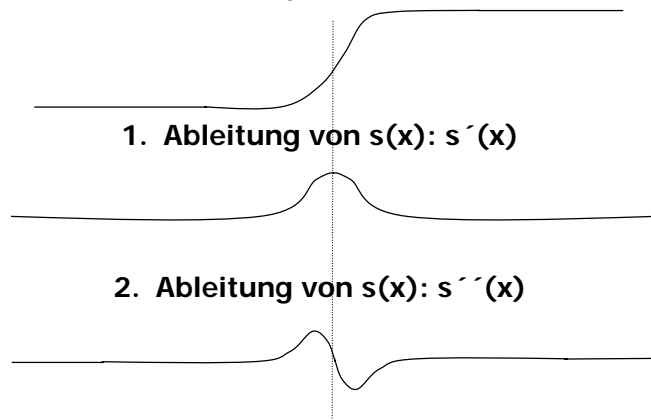 1. Ableitung von s(x): s´(x)
2. Ableitung von s(x): s´´(x)